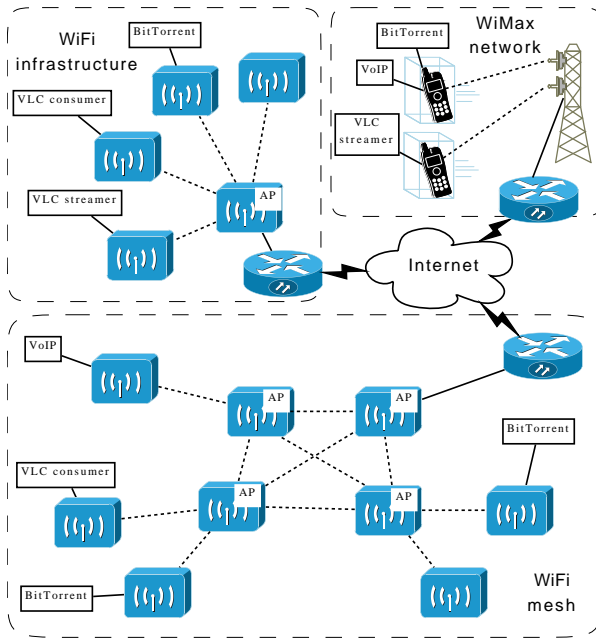 WiFi
infrastructure
BitTorrent
VLC consumer
VLC streamer
AP
WiMax
network
BitTorrent
VoIP
VLC
streamer
Internet
VoIP
AP
AP
BitTorrent
VLC consumer
AP
AP
BitTorrent
WiFi
mesh